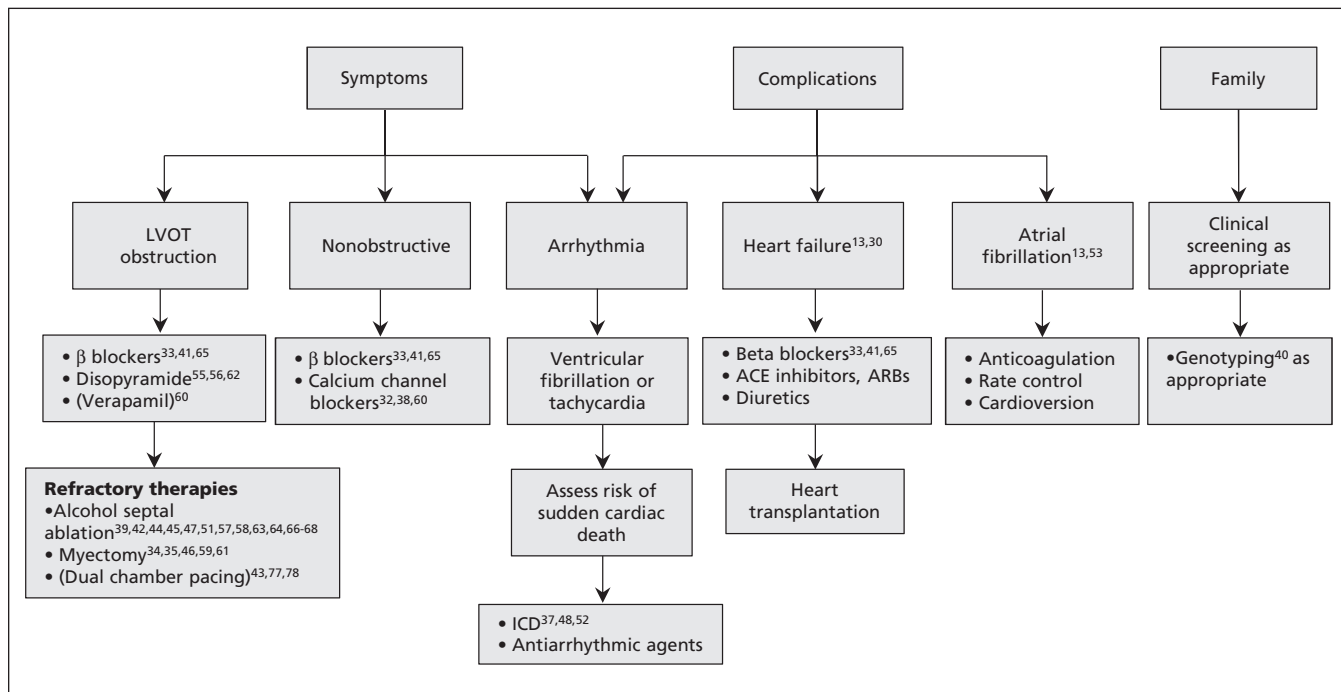 Symptoms
Complications
Family
LVOT
obstruction
Nonobstructive
Arrhythmia
Heart failure13,30
Atrial
fibrillation13,53
Clinical
screening as
appropriate
• β blockers33,41,65
• Disopyramide55,56,62
• (Verapamil)60
• β blockers33,41,65
• Calcium channel
blockers32,38,60
Ventricular
fibrillation or
tachycardia
• Beta blockers33,41,65
• ACE inhibitors, ARBs
• Diuretics
• Anticoagulation
• Rate control
• Cardioversion
•Genotyping40 as
appropriate
Refractory therapies
•Alcohol septal
ablation39,42,44,45,47,51,57,58,63,64,66-68
• Myectomy34,35,46,59,61
• (Dual chamber pacing)43,77,78
Assess risk of
sudden cardiac
death
Heart
transplantation
• ICD37,48,52
• Antiarrhythmic agents